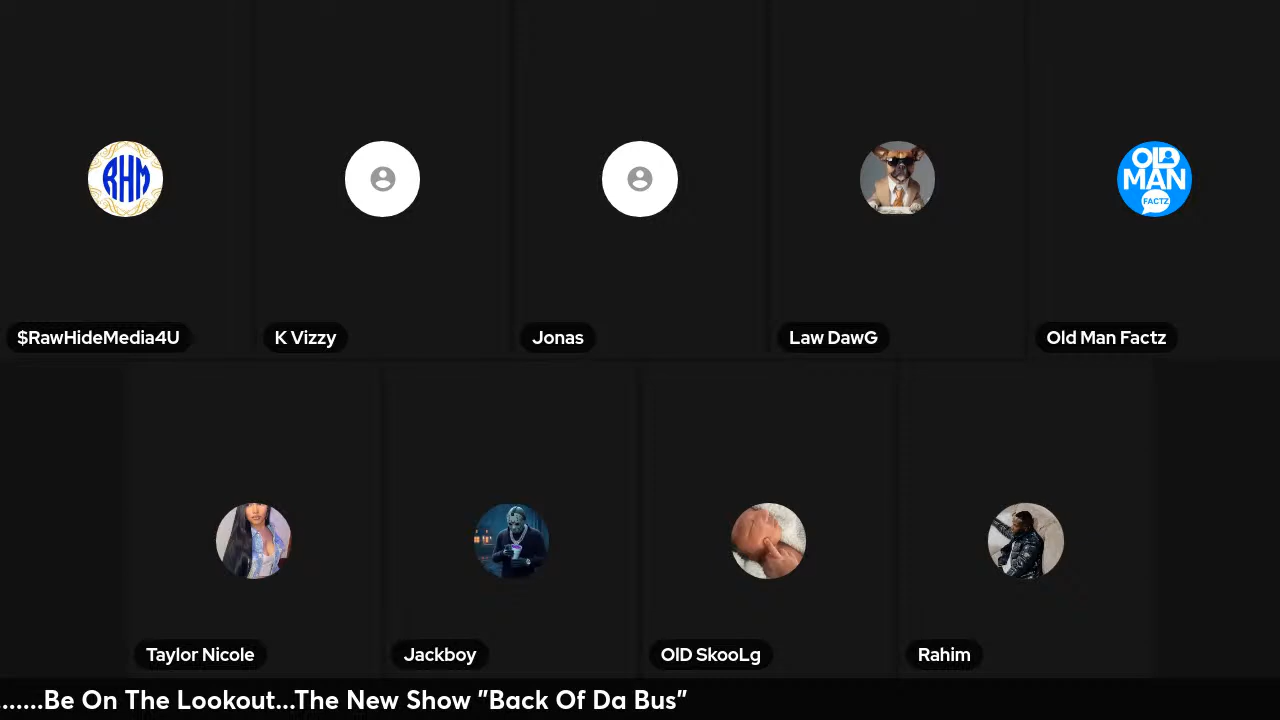 RHM
OLD
MAN
FACTZ
$RawHideMedia4U
K Vizzy
Jonas
Law DawG
Old Man Factz
Taylor Nicole
Jackboy
OlD SkooLg
Rahim
.......Be On The Lookout...The New Show "Back Of Da Bus"